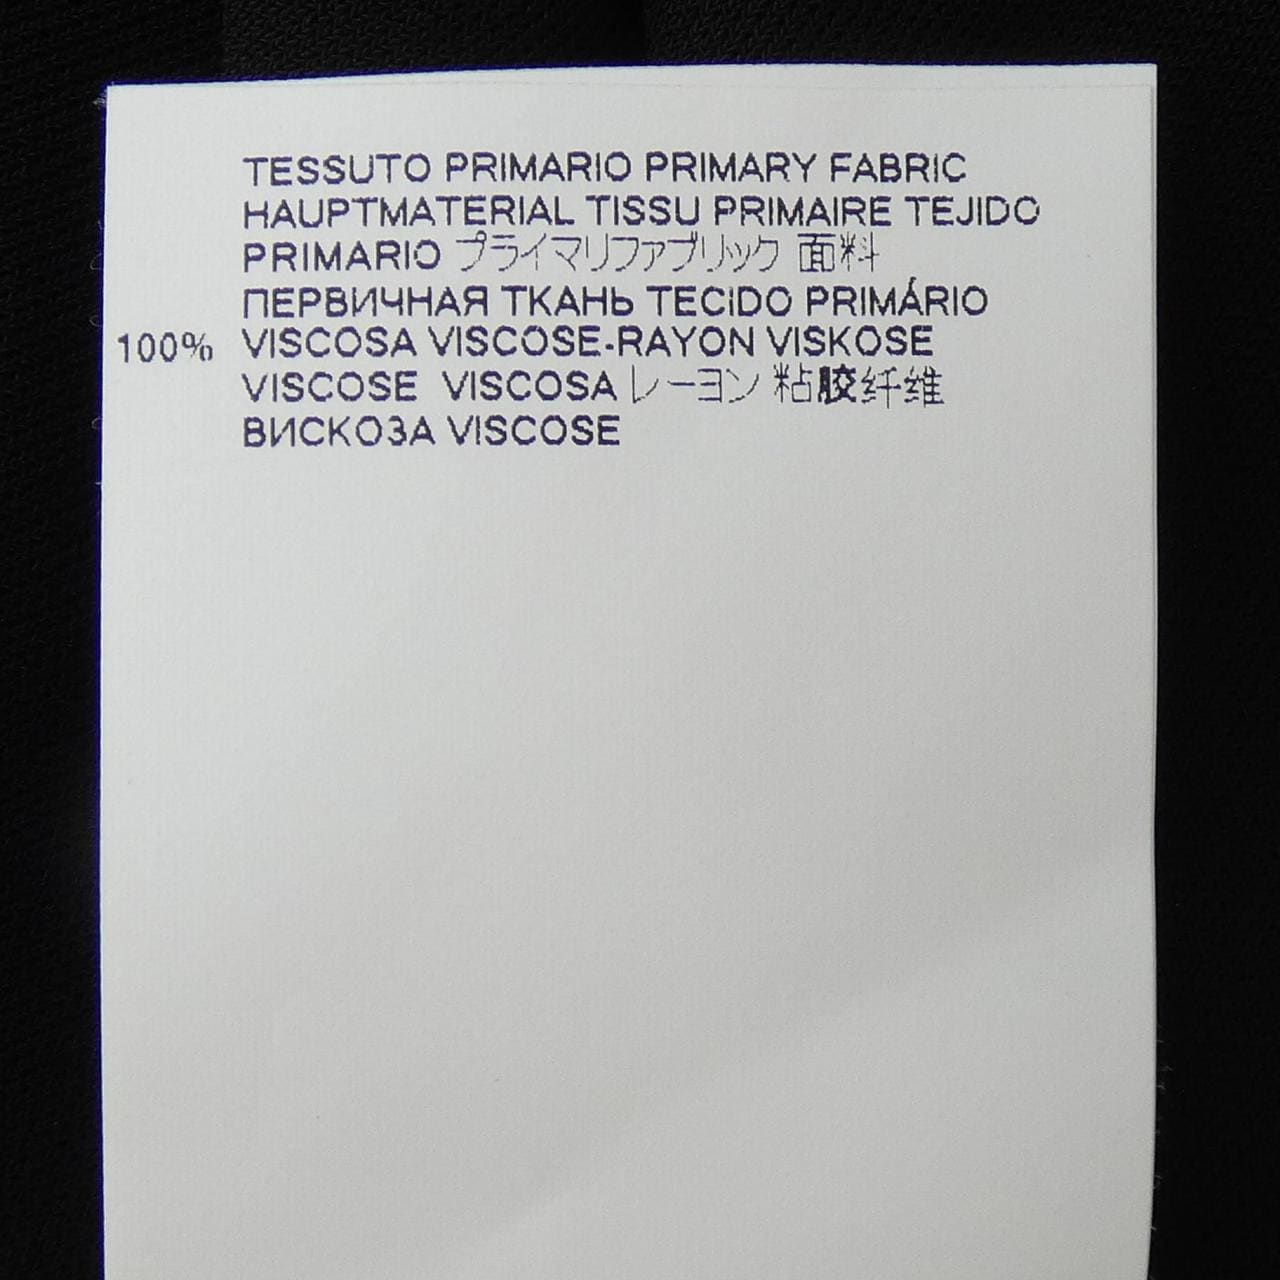 TESSUTO PRIMARIO PRIMARY FABRIC
HAUPTMATERIAL TISSU PRIMAIRE TEJIDO
PRIMARIO プライマリファブリック 面料
ПЕРВИЧНАЯ ТКАНЬ TECIDO PRIMÁRIO
100% VISCOSA VISCOSE-RAYON VISKOSE
VISCOSE VISCOSA レーヨン 粘胶纤维
ВИСКОЗА VISCOSE